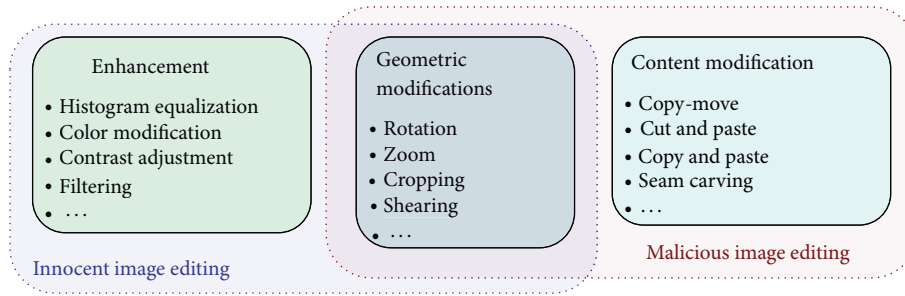 Enhancement
• Histogram equalization
• Color modification
• Contrast adjustment
• Filtering
• ...
Geometric
modifications
• Rotation
• Zoom
• Cropping
• Shearing
• ...
Content modification
• Copy-move
• Cut and paste
• Copy and paste
• Seam carving
• ...
Innocent image editing
Malicious image editing